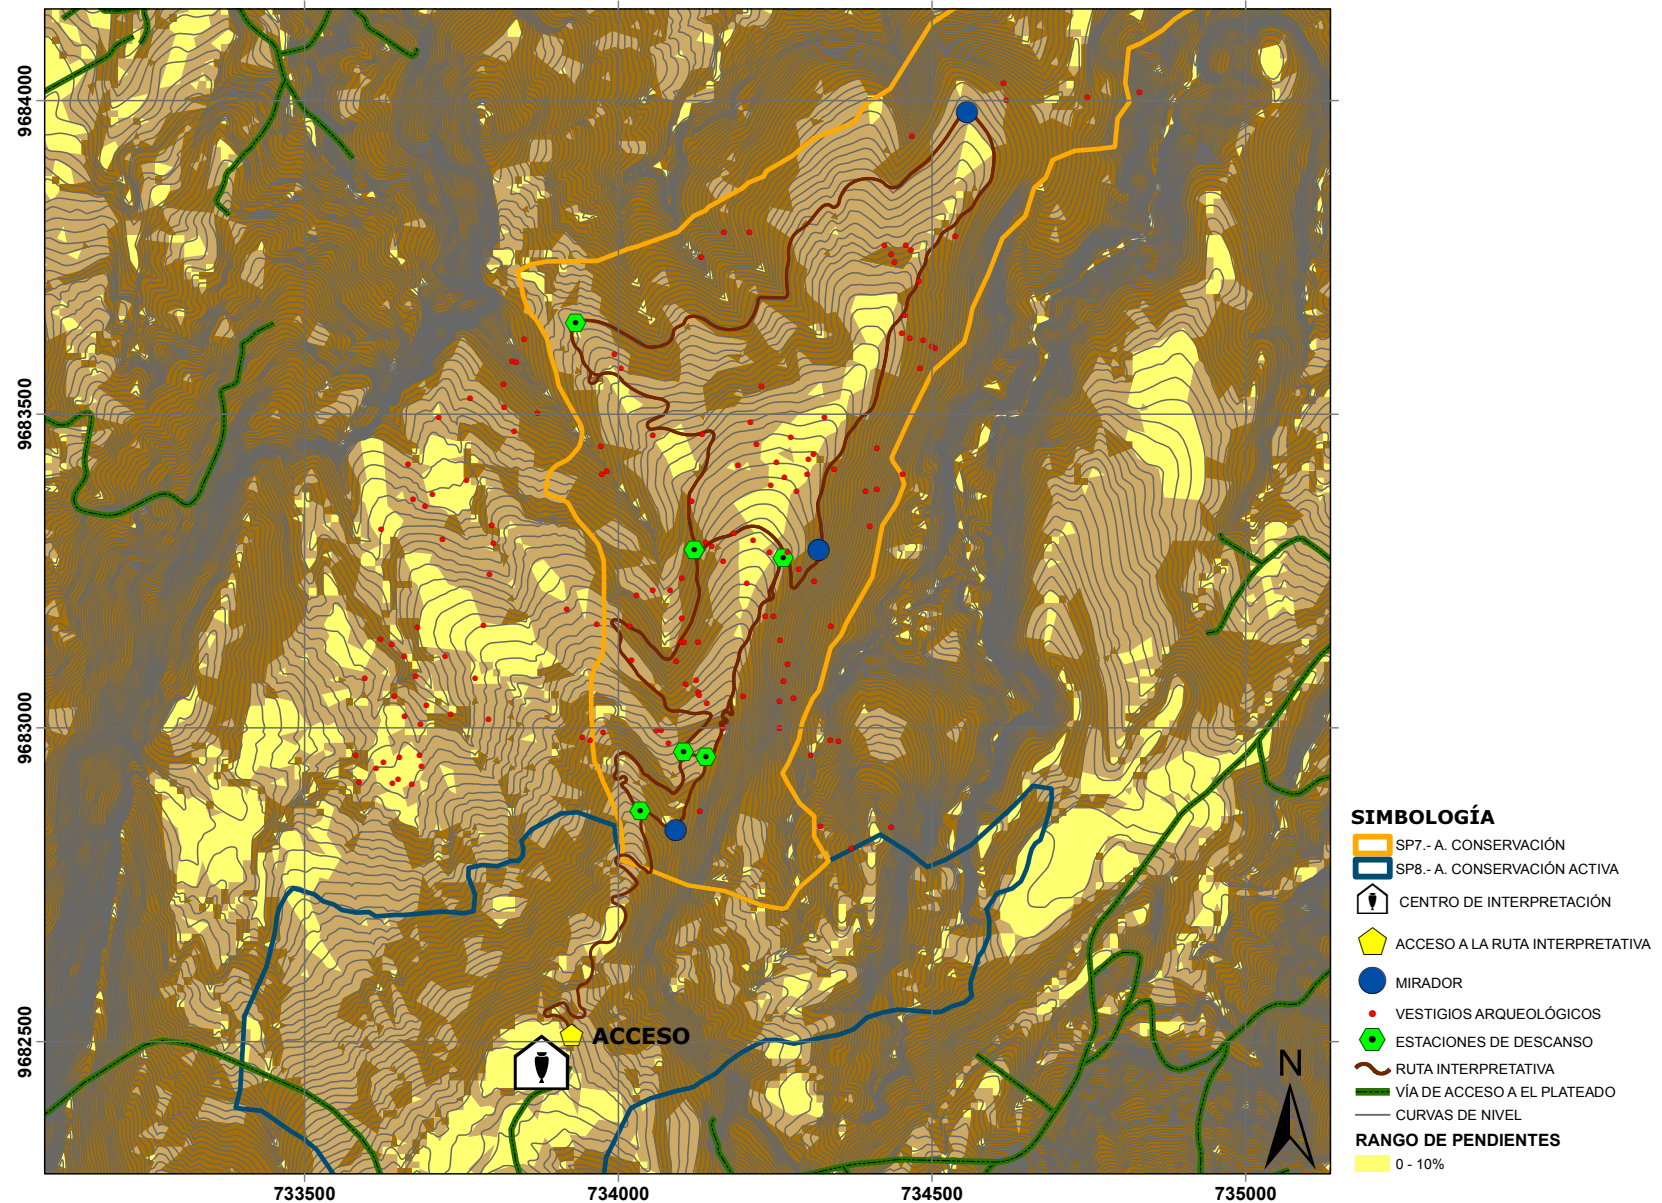 9684000
9683500
9683000
9682500
733500
734000
734500
735000
ACCESO
N
SIMBOLOGÍA
SP7.- A. CONSERVACIÓN
SP8.- A. CONSERVACIÓN ACTIVA
CENTRO DE INTERPRETACIÓN
ACCESO A LA RUTA INTERPRETATIVA
MIRADOR
VESTIGIOS ARQUEOLÓGICOS
ESTACIONES DE DESCANSO
RUTA INTERPRETATIVA
VÍA DE ACCESO A EL PLATEADO
CURVAS DE NIVEL
RANGO DE PENDIENTES
0 - 10%